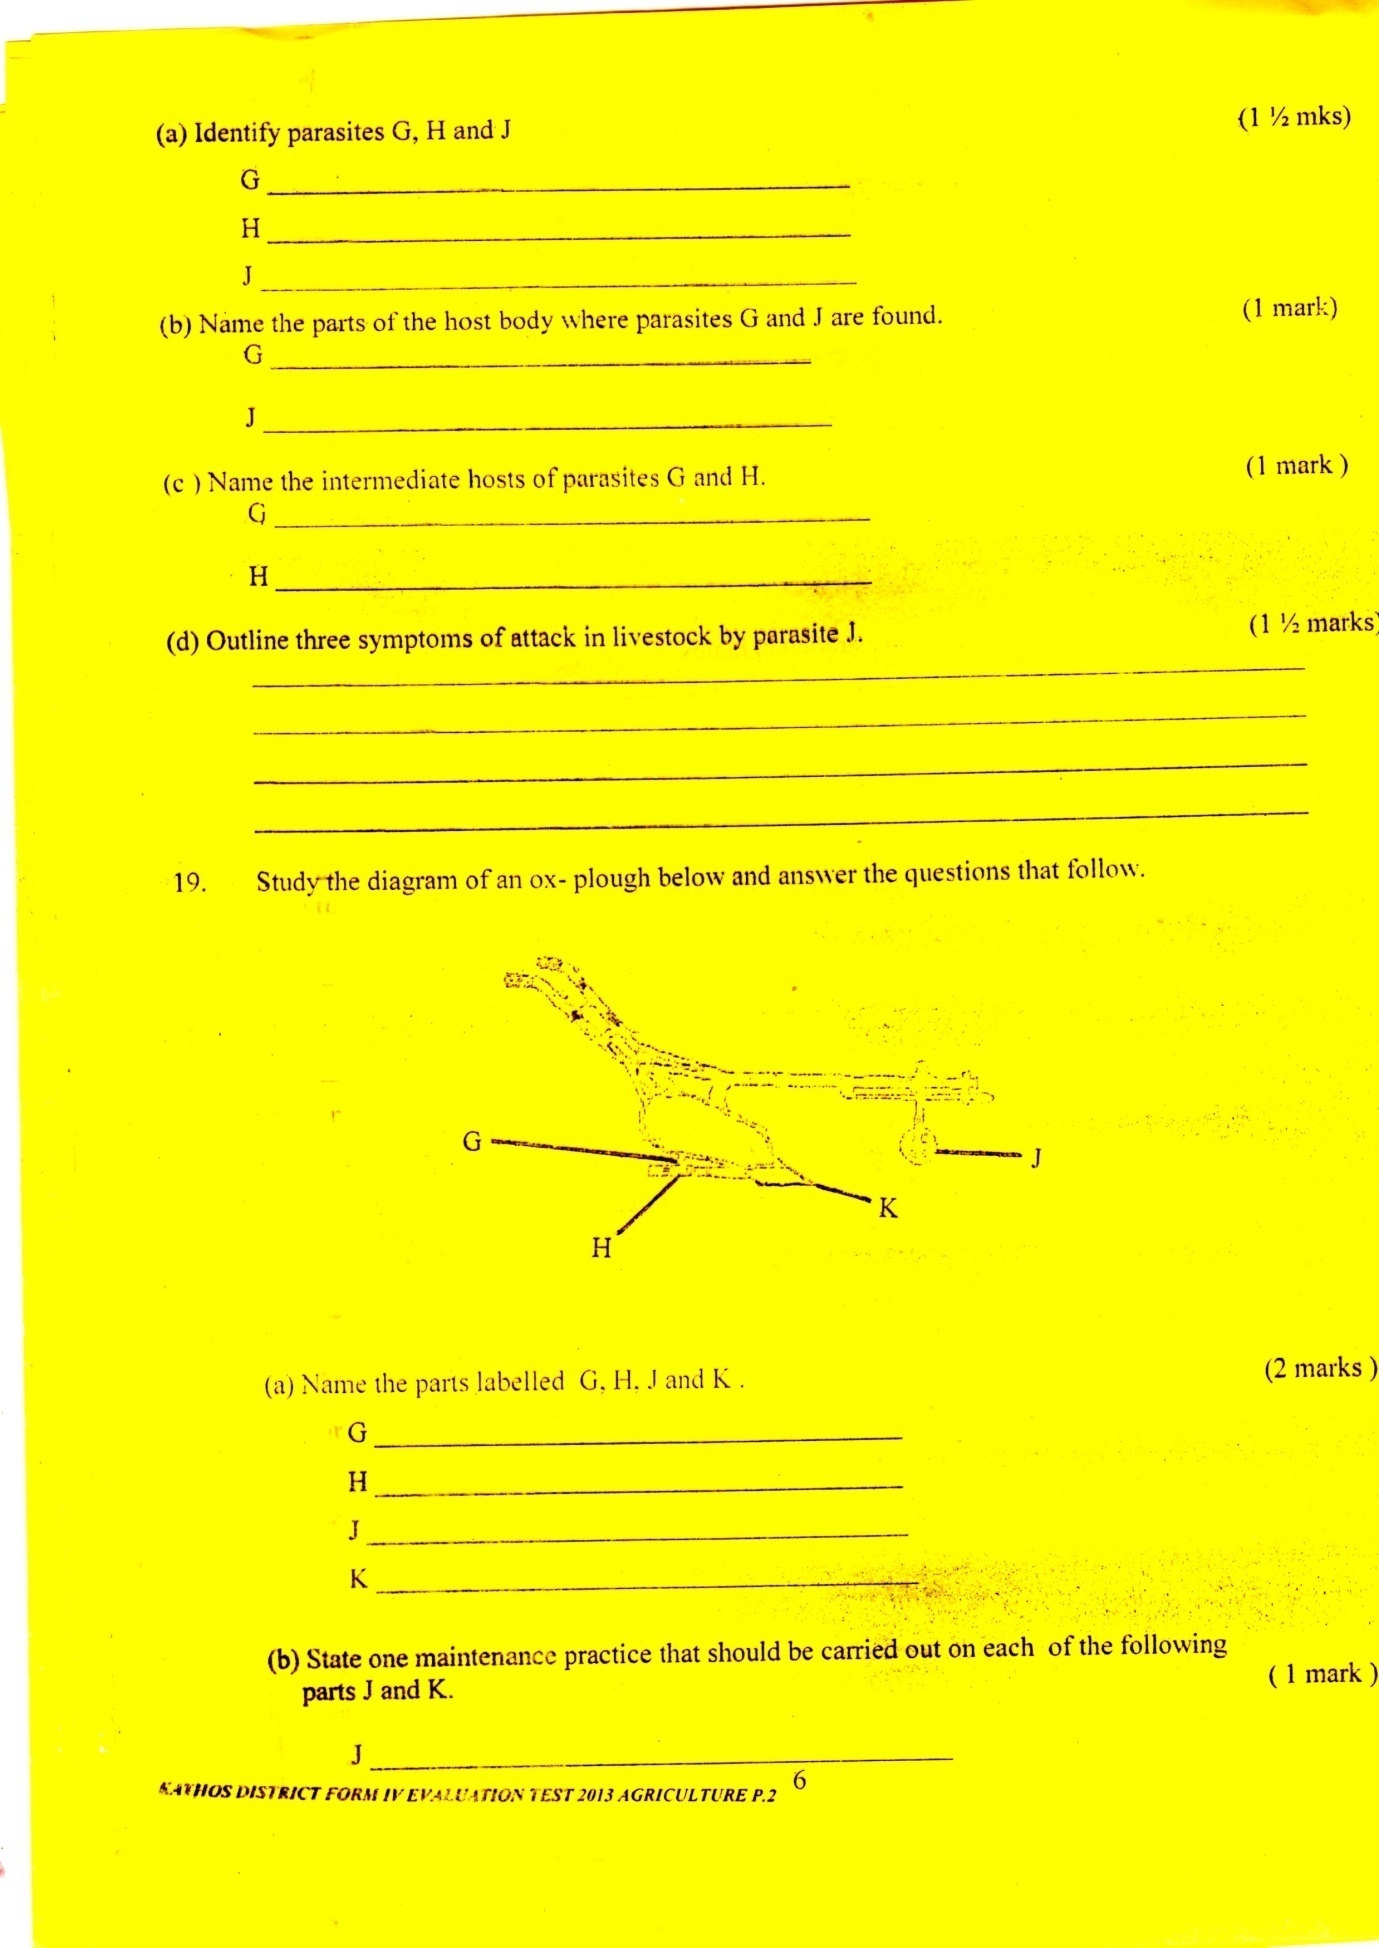 (a) Identify parasites G, H and J (1 ½ mks)
G
H
J
(b) Name the parts of the host body where parasites G and J are found. (1 mark)
G
J
(c ) Name the intermediate hosts of parasites G and H. (1 mark )
G
H
(d) Outline three symptoms of attack in livestock by parasite J. (1 ½ marks)
19. Study the diagram of an ox- plough below and answer the questions that follow.
G
J
K
H
(a) Name the parts labelled G, H, J and K . (2 marks )
G
H
J
K
(b) State one maintenance practice that should be carried out on each of the following
parts J and K. ( 1 mark )
J
6
KATHOS DISTRICT FORM IV EVALUATION TEST 2013 AGRICULTURE P.2